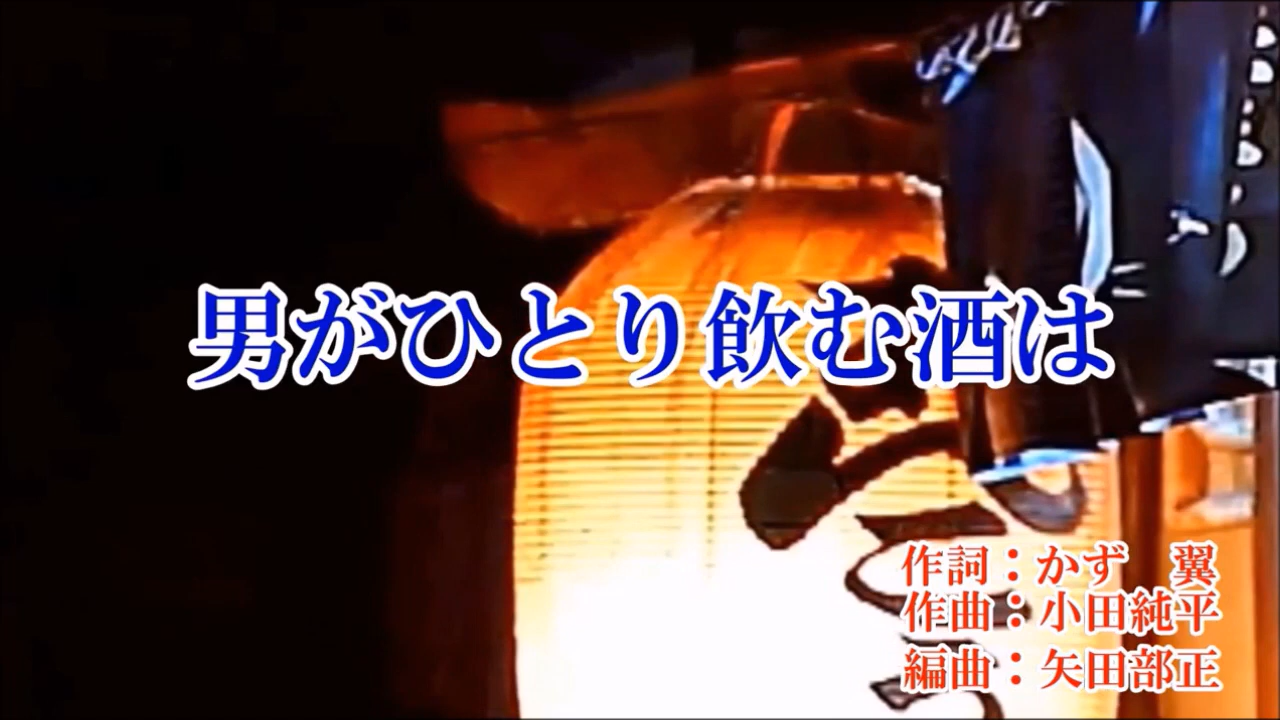 男がひとり飲む酒は
作詞：かず　翼
作曲：小田純平
編曲：矢田部正